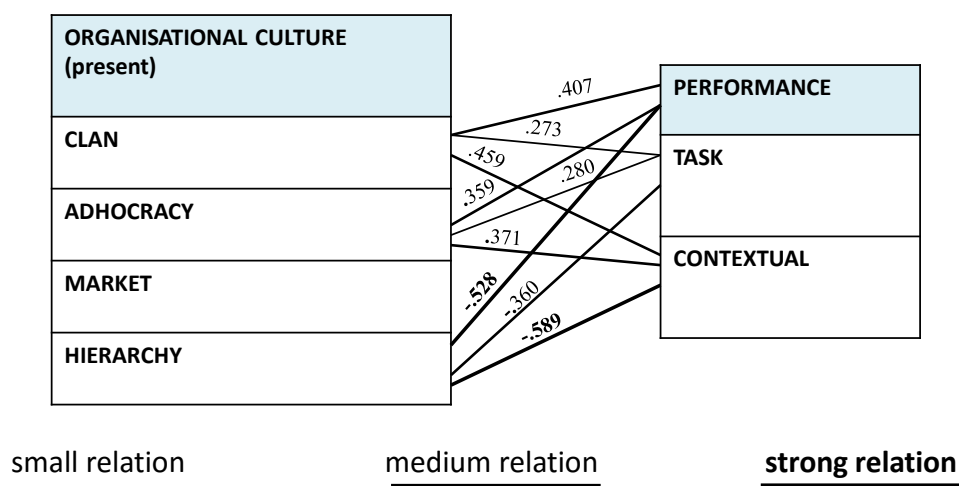 ORGANISATIONAL CULTURE
(present)
CLAN
ADHOCRACY
MARKET
HIERARCHY
.407
.273
.459
.359
.280
.371
-.528
-.360
-.589
PERFORMANCE
TASK
CONTEXTUAL
small relation
medium relation
strong relation